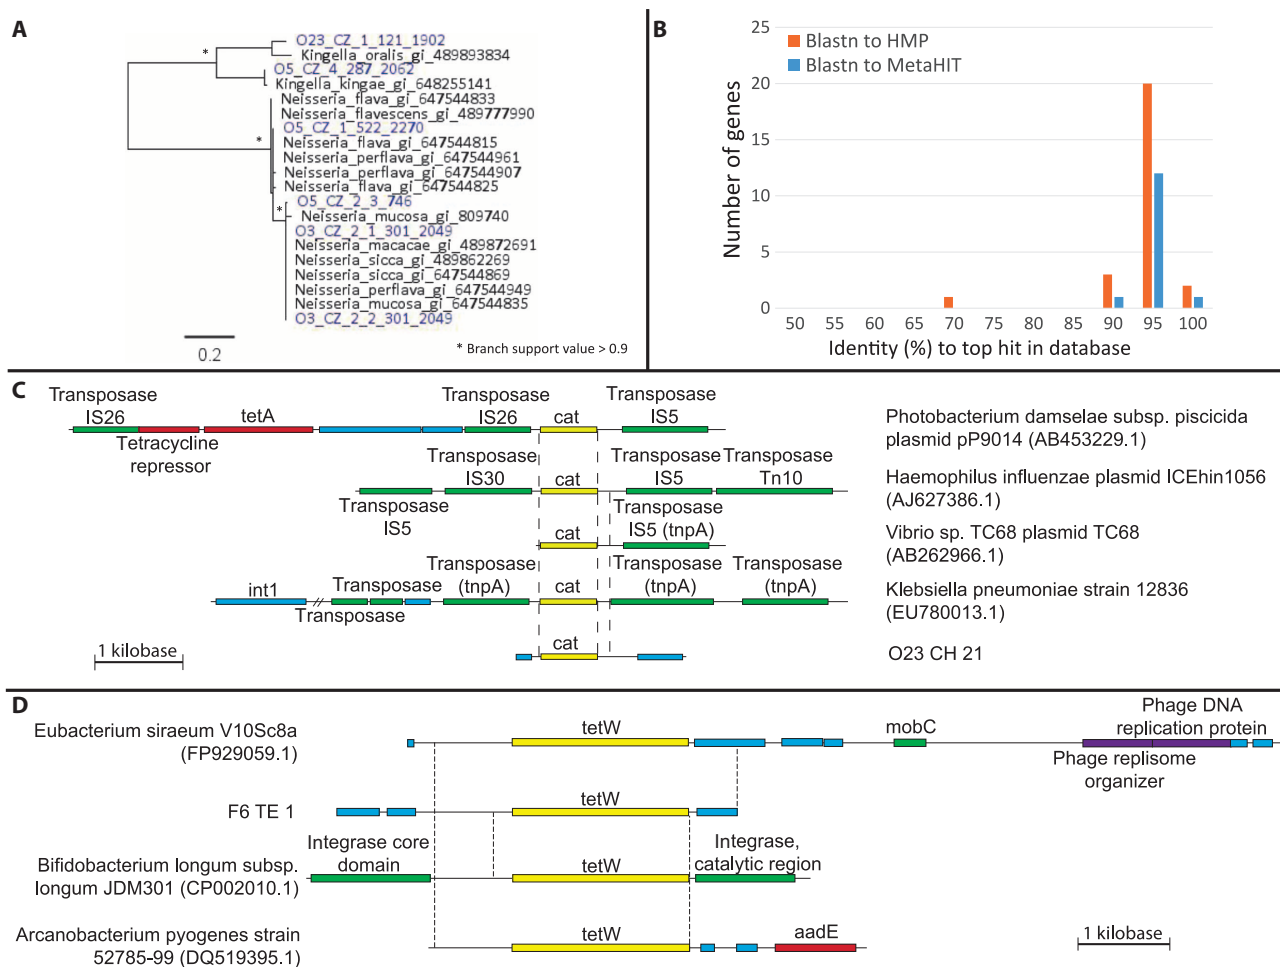 A
O23_CZ_1_121_1902
Kingella_oralis_gi_489893834
O5_CZ_4_287_2062
Kingella_kingae_gi_648255141
Neisseria_flava_gi_647544833
Neisseria_flavescens_gi_489777990
O5_CZ_1_522_2270
Neisseria_flava_gi_647544815
Neisseria_perflava_gi_647544961
Neisseria_perflava_gi_647544907
Neisseria_flava_gi_647544825
O5_CZ_2_3_746
Neisseria_mucosa_gi_809740
O3_CZ_2_1_301_2049
Neisseria_macacae_gi_489872691
Neisseria_sicca_gi_489862269
Neisseria_sicca_gi_647544869
Neisseria_perflava_gi_647544949
Neisseria_mucosa_gi_647544835
O3_CZ_2_2_301_2049
*
*
*
0.2
* Branch support value > 0.9
B
Number of genes
25
20
15
10
5
0
Blastn to HMP
Blastn to MetaHIT
50 55 60 65 70 75 80 85 90 95 100
Identity (%) to top hit in database
C
Transposase
IS26
Tetracycline
repressor
tetA
Transposase
IS26
cat
Transposase
IS5
Photobacterium damselae subsp. piscicida
plasmid pP9014 (AB453229.1)
Transposase
IS5
Transposase
IS30
cat
Transposase
IS5
Transposase
Tn10
Haemophilus influenzae plasmid ICEhin1056
(AJ627386.1)
cat
Transposase
IS5 (tnpA)
Vibrio sp. TC68 plasmid TC68
(AB262966.1)
int1
Transposase
Transposase
Transposase
(tnpA)
cat
Transposase
(tnpA)
Transposase
(tnpA)
Klebsiella pneumoniae strain 12836
(EU780013.1)
1 kilobase
cat
O23 CH 21
D
Eubacterium siraeum V10Sc8a
(FP929059.1)
tetW
mobC
Phage DNA
replication protein
Phage replisome
organizer
F6 TE 1
tetW
Bifidobacterium longum subsp.
longum JDM301 (CP002010.1)
Integrase core
domain
tetW
Integrase,
catalytic region
Arcanobacterium pyogenes strain
52785-99 (DQ519395.1)
tetW
aadE
1 kilobase